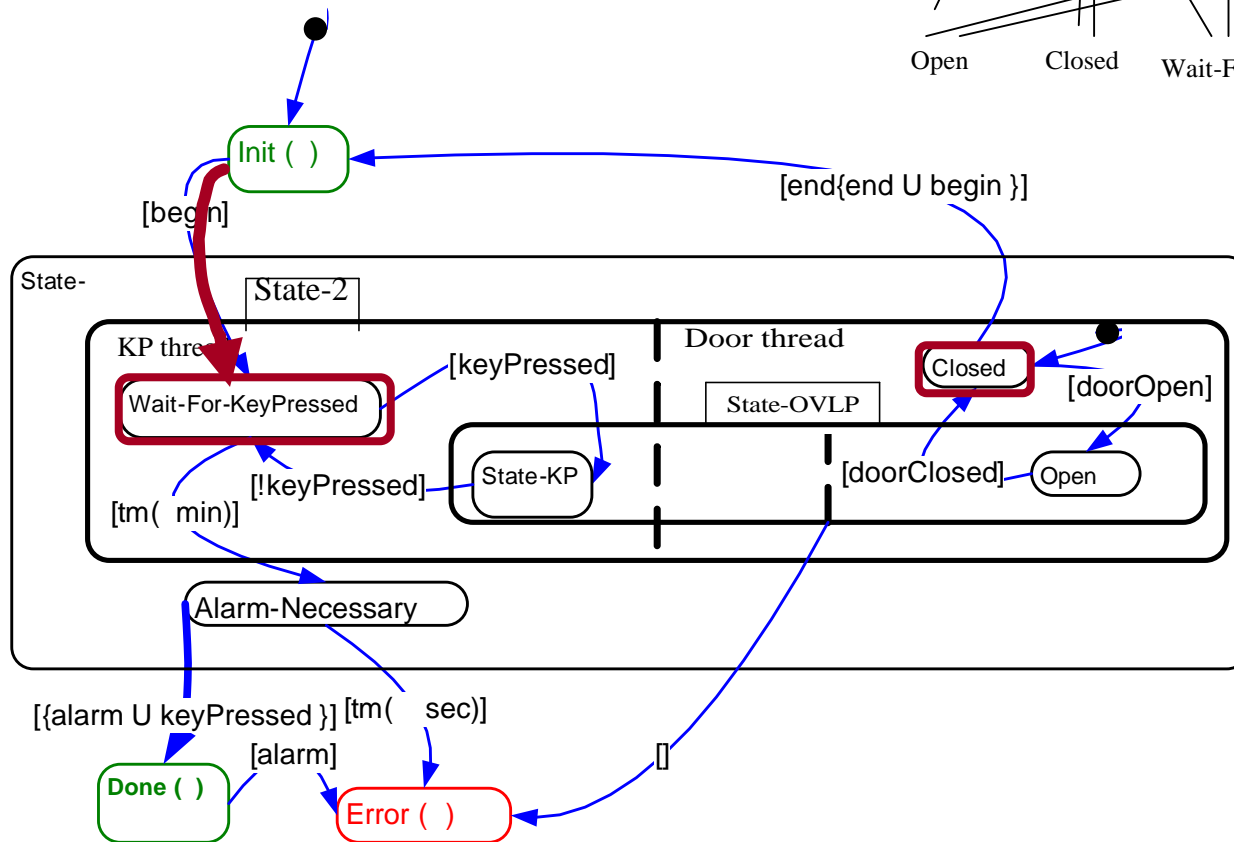 Open
Closed
Wait-F
Init ( )
[end{end U begin }]
[begin]
State-
State-2
KP thre
Door thread
[keyPressed]
Closed
[doorOpen]
Wait-For-KeyPressed
State-OVLP
[!keyPressed]
State-KP
[doorClosed]
Open
[tm( min)]
Alarm-Necessary
[{alarm U keyPressed }]
[tm( sec)]
[alarm]
[]
Done ( )
Error ( )